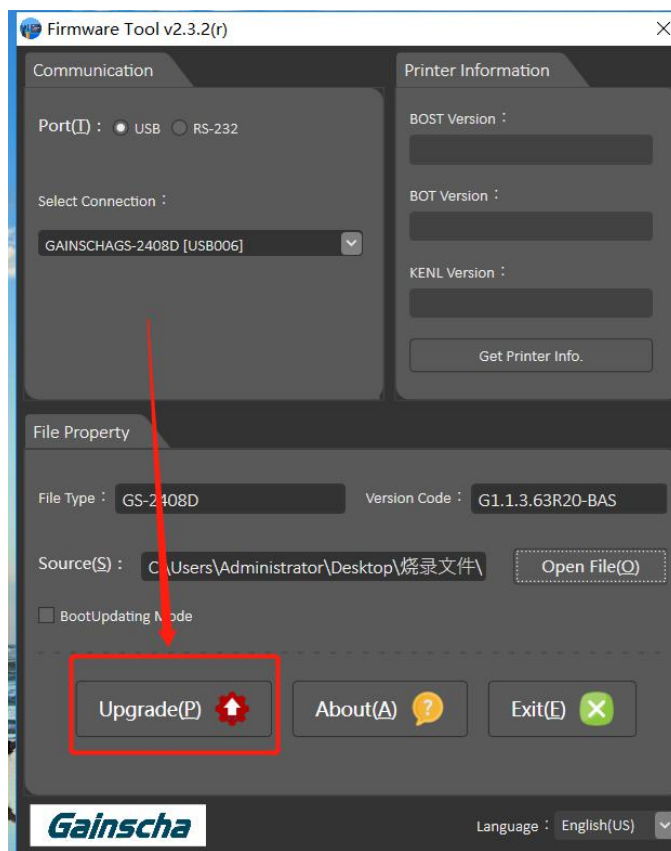 Firmware Tool v2.3.2(r)
Communication
Port(T) : USB RS-232
Select Connection :
GAINSCHAGS-2408D [USB006]
Printer Information
BOST Version :
BOT Version :
KENL Version :
Get Printer Info.
File Property
File Type : GS-2408D Version Code : G1.1.3.63R20-BAS
Source(S) : C:\Users\Administrator\Desktop\烧录文件\ Open File(O)
BootUpdating Mode
Upgrade(P) About(A) Exit(E)
Gainscha
Language : English(US)